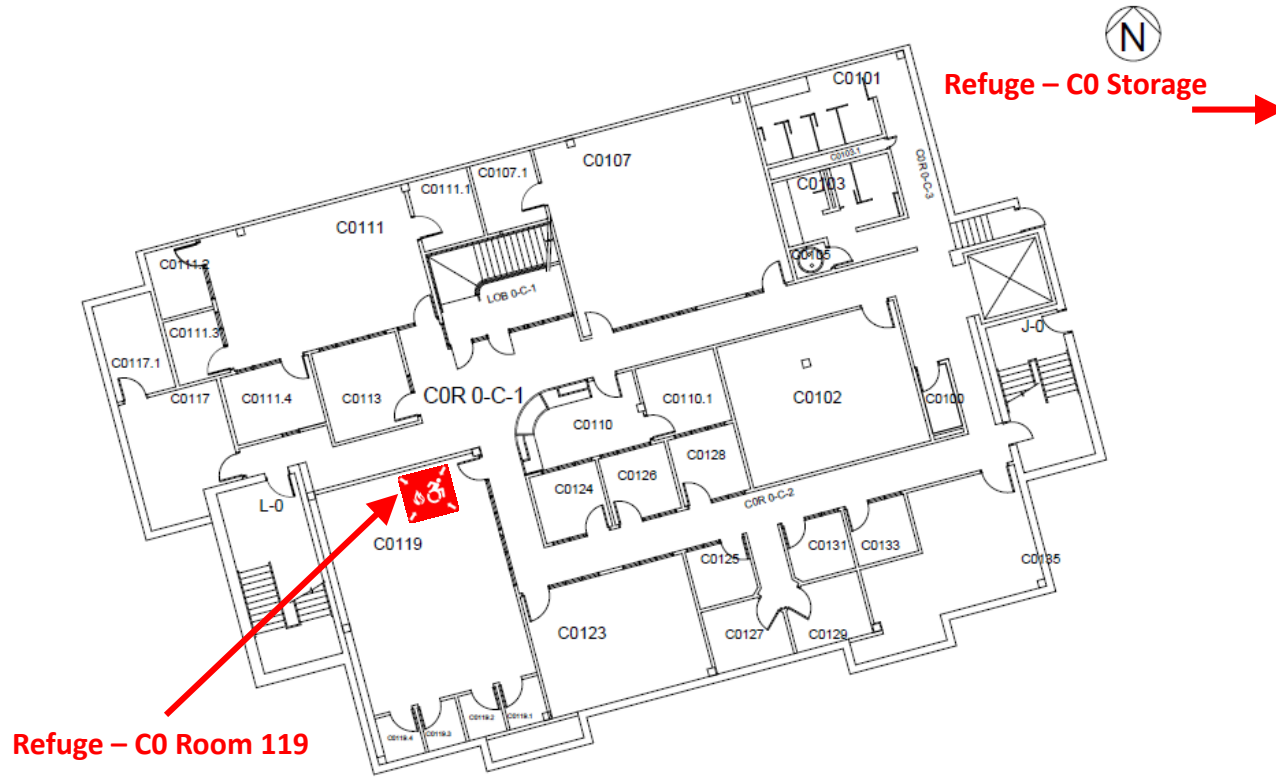 N
Refuge – C0 Storage
C0101
C0103.1
C0R 0-C-3
C0107
C0107.1
C0103
C0111.1
C0111
C0105
C0111.2
LOB 0-C-1
J-0
C0111.3
C0117.1
C0117
C0111.4
C0113
C0R 0-C-1
C0110.1
C0102
C0100
C0110
C0128
C0126
C0124
C0R 0-C-2
L-0
C0119
C0131
C0133
C0125
C0135
C0123
C0127
C0129
C0119.1
C0119.2
C0119.3
C0119.4
Refuge – C0 Room 119